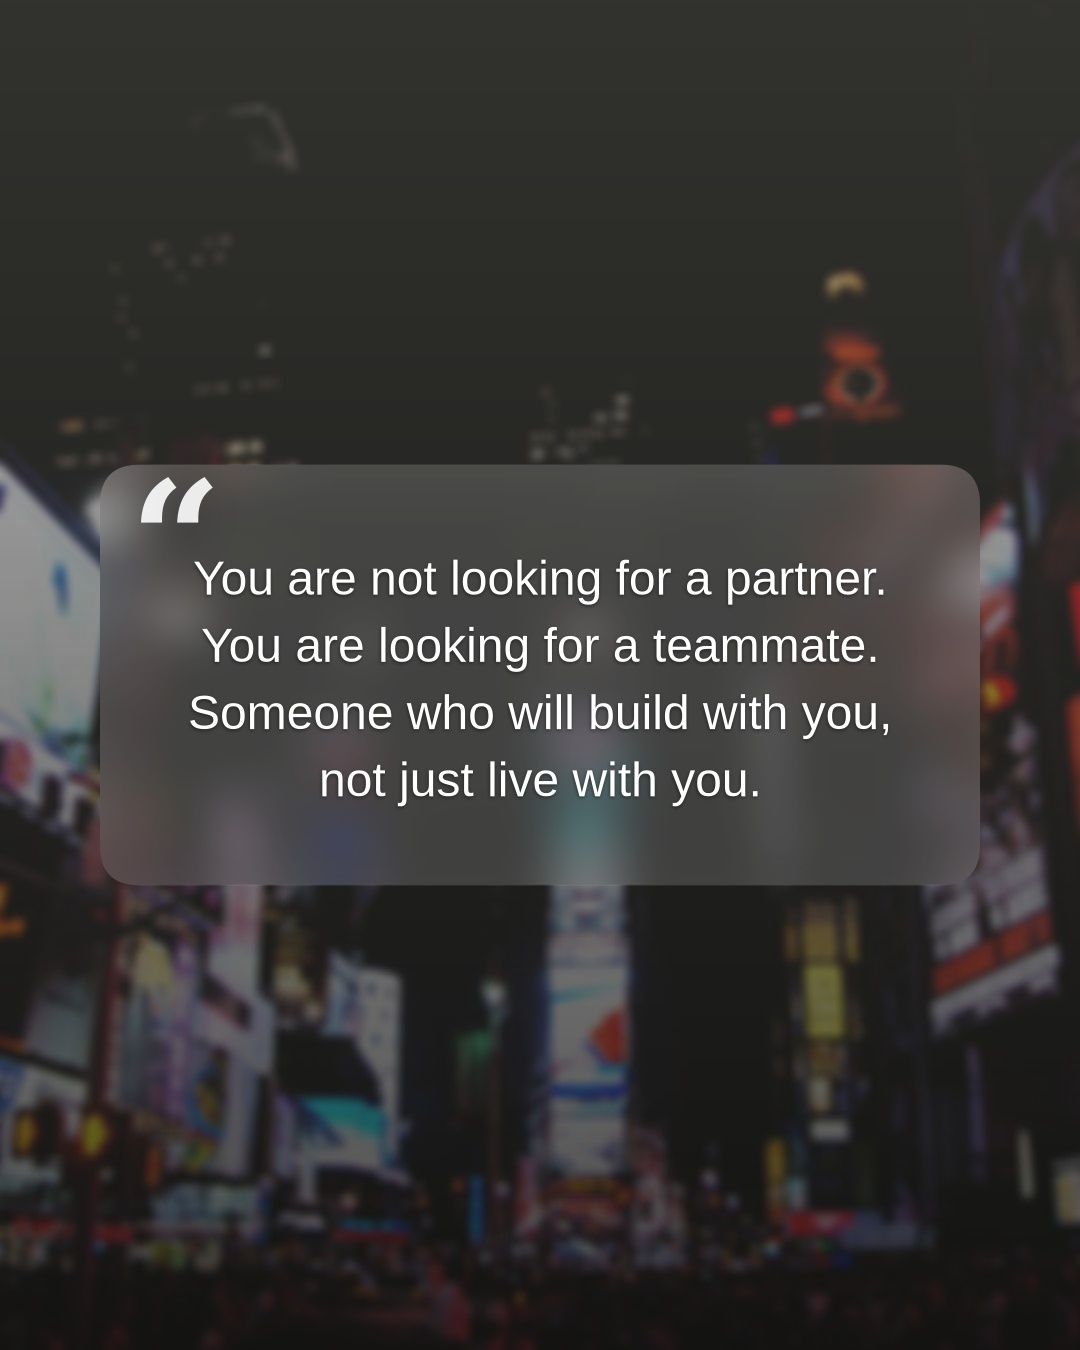 “
You are not looking for a partner.
You are looking for a teammate.
Someone who will build with you,
not just live with you.